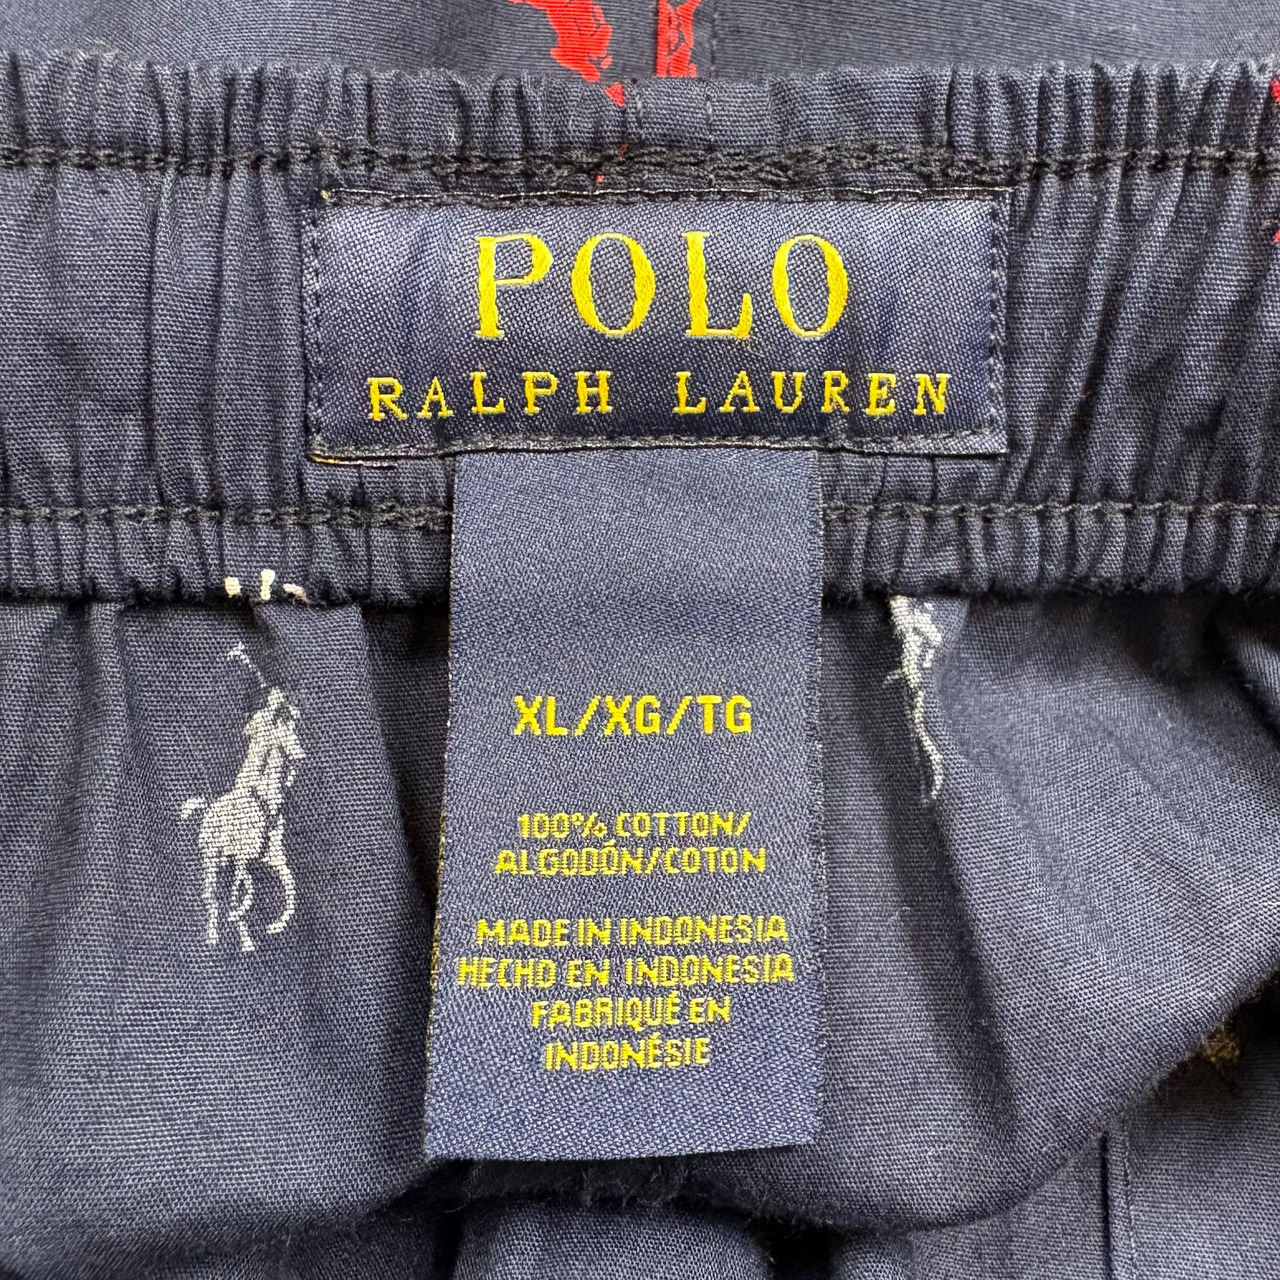 POLO
RALPH LAUREN
XL/XG/TG
100% COTTON/
ALGODÓN/COTON
MADE IN INDONESIA
HECHO EN INDONESIA
FABRIQUÉ EN
INDONÉSIE